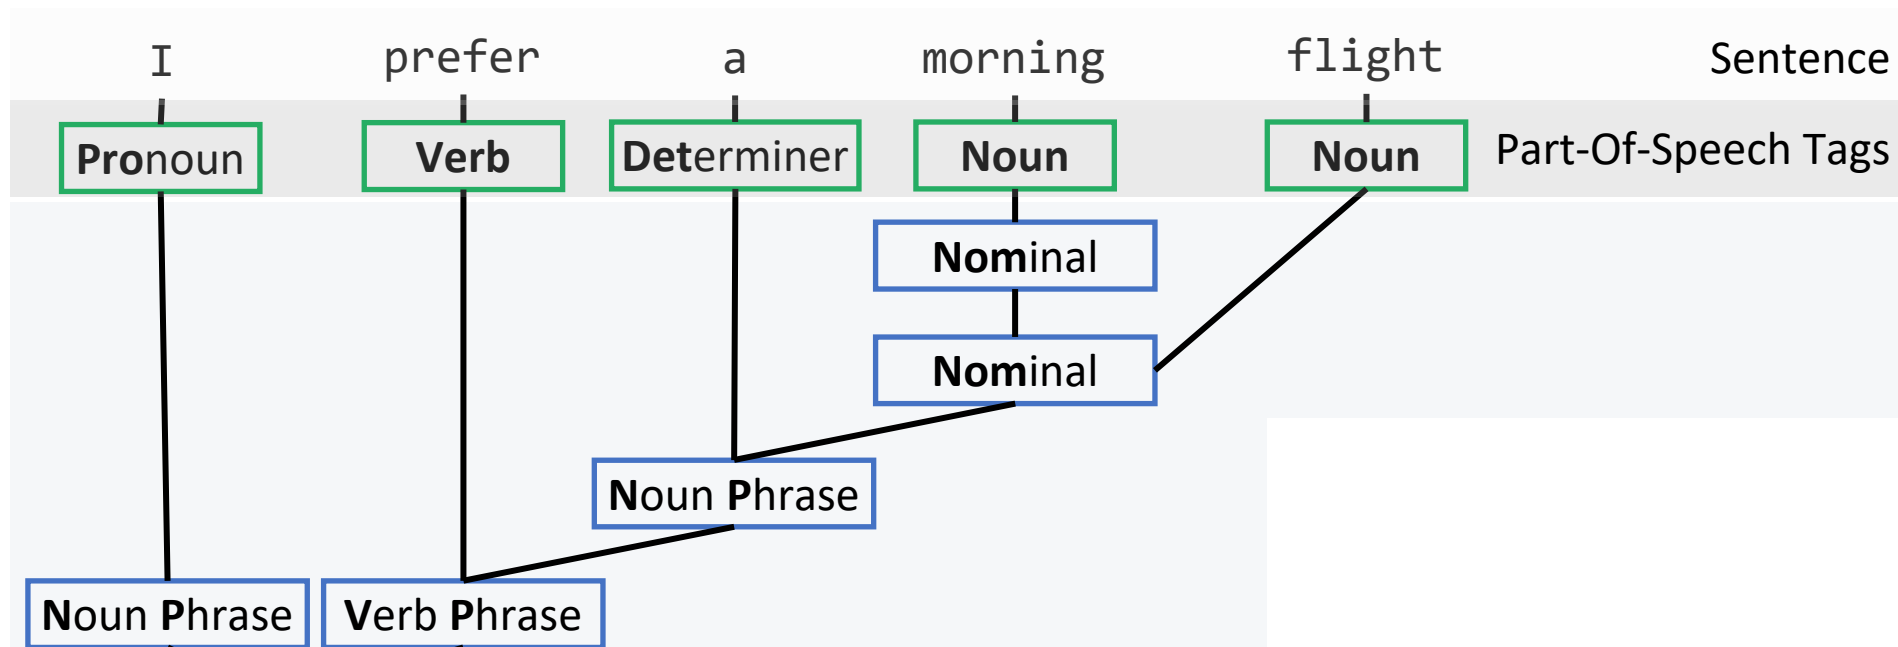 I prefer a morning flight Sentence
Pronoun Verb Determiner Noun Noun Part-Of-Speech Tags
Nominal
Nominal
Noun Phrase
Noun Phrase Verb Phrase